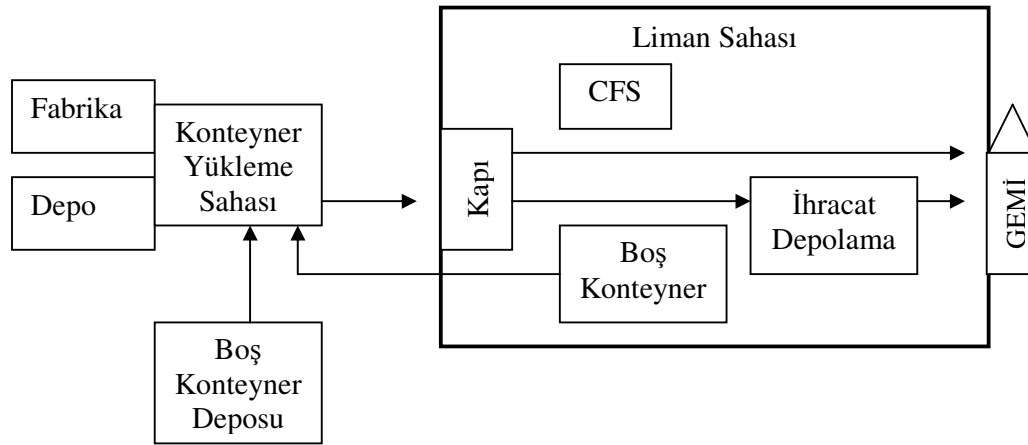 Liman Sahası
CFS
Fabrika
Depo
Konteyner
Yükleme
Sahası
Kapı
İhracat
Depolama
GEMİ
Boş
Konteyner
Boş
Konteyner
Deposu